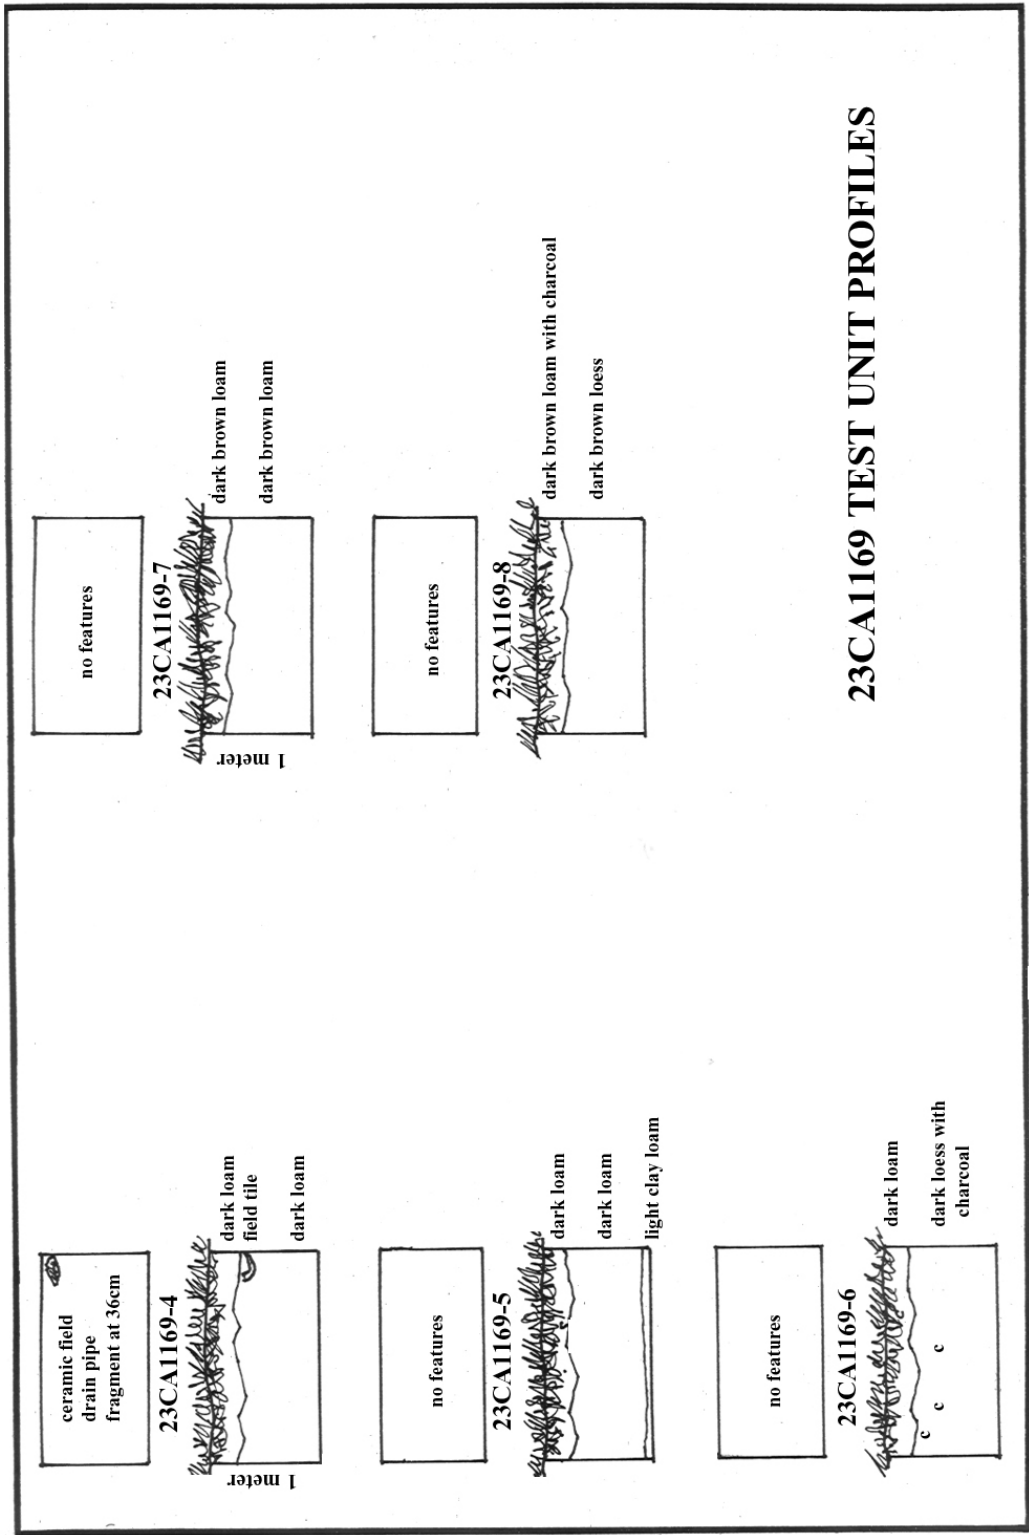 ceramic field
drain pipe
fragment at 36cm
23CA1169-4
dark loam
field tile
dark loam
1 meter
no features
23CA1169-5
dark loam
dark loam
light clay loam
no features
23CA1169-6
dark loam
dark loess with
charcoal
c
c
c
no features
23CA1169-7
dark brown loam
dark brown loam
1 meter
no features
23CA1169-8
dark brown loam with charcoal
dark brown loess
23CA1169 TEST UNIT PROFILES